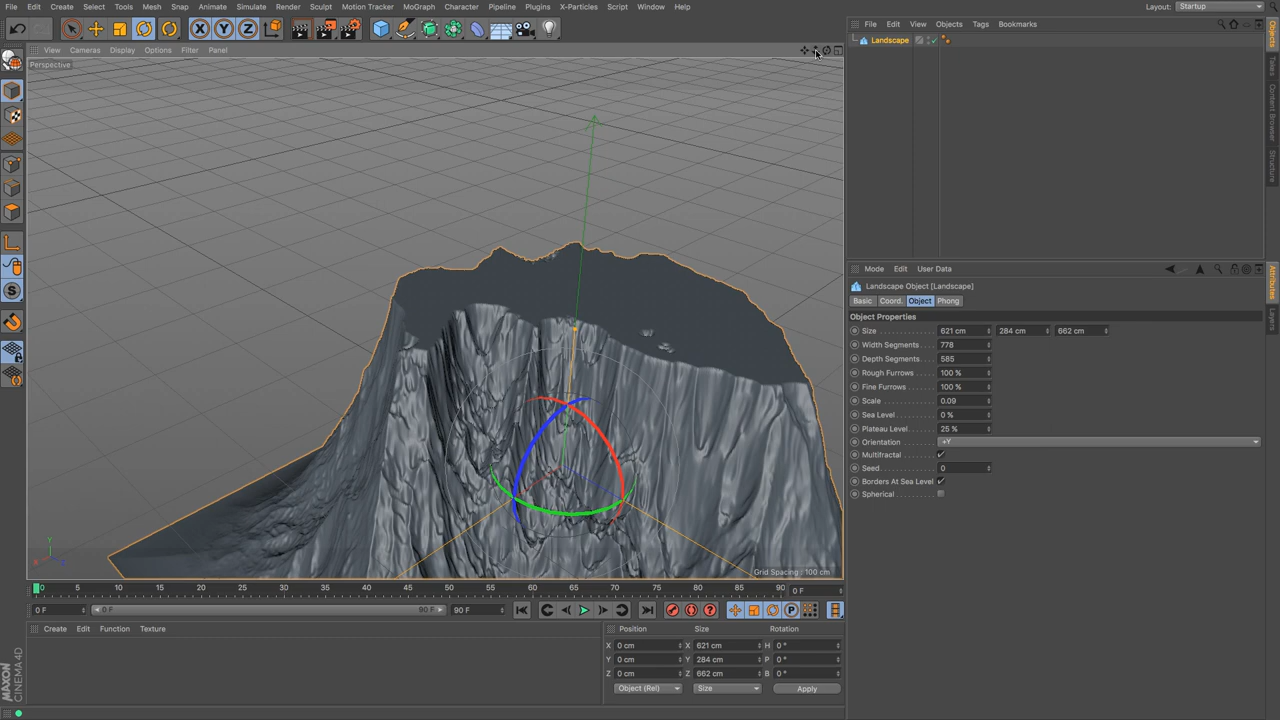 File Edit Create Select Tools Mesh Snap Animate Simulate Render Sculpt Motion Tracker MoGraph Character Pipeline Plugins X-Particles Script Window Help Layout: Startup
View Cameras Display Options Filter Panel
Perspective
File Edit View Objects Tags Bookmarks
Landscape
Objects
Takes
Content Browser
Structure
Mode Edit User Data
Landscape Object [Landscape]
Basic Coord. Object Phong
Object Properties
Size 621 cm 284 cm 662 cm
Width Segments 778
Depth Segments 585
Rough Furrows 100 %
Fine Furrows 100 %
Scale 0.09
Sea Level 0 %
Plateau Level 25 %
Orientation +Y
Multifractal
Seed 0
Borders At Sea Level
Spherical
Attributes
Layers
Y
X Z
Grid Spacing : 100 cm
0 5 10 15 20 25 30 35 40 45 50 55 60 65 70 75 80 85 90 0 F
0 F 0 F 90 F 90 F
Create Edit Function Texture
Position Size Rotation
X 0 cm X 621 cm H 0 °
Y 0 cm Y 284 cm P 0 °
Z 0 cm Z 662 cm B 0 °
Object (Rel) Size Apply
MAXON
CINEMA 4D